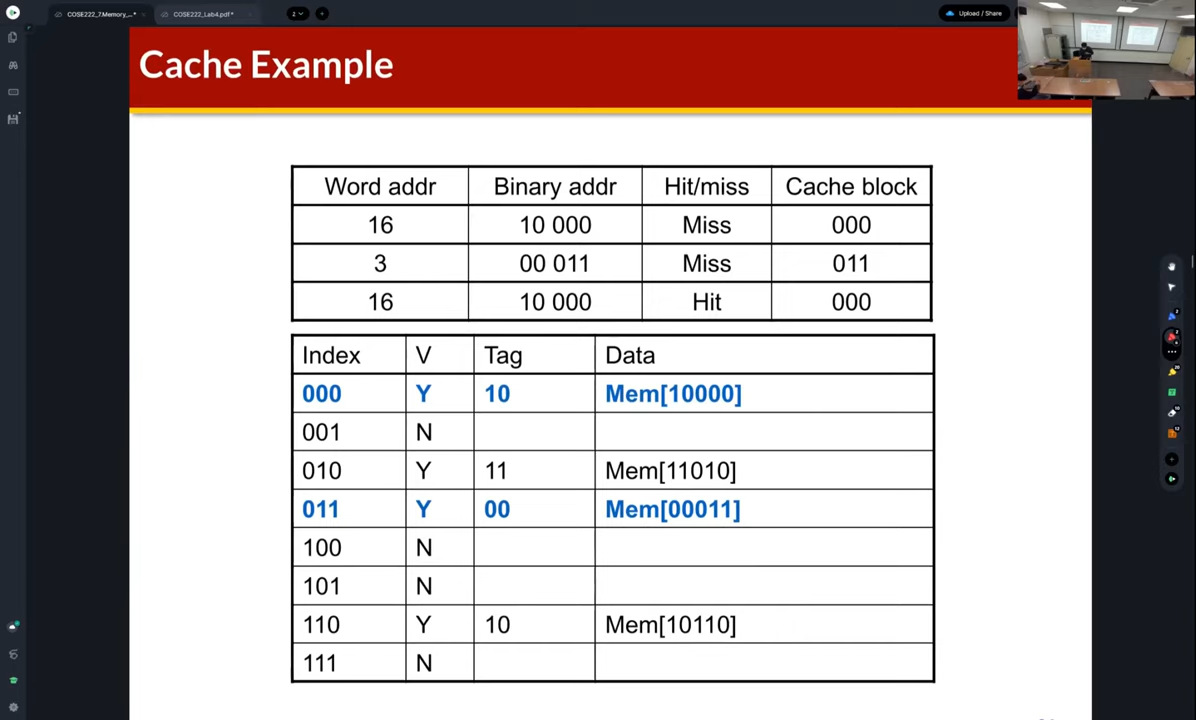 COSE222_7.Memory_...*
COSE222_Lab4.pdf*
2
Upload / Share
Cache Example
Word addr Binary addr Hit/miss Cache block
16 10 000 Miss 000
3 00 011 Miss 011
16 10 000 Hit 000
Index V Tag Data
000 Y 10 Mem[10000]
001 N
010 Y 11 Mem[11010]
011 Y 00 Mem[00011]
100 N
101 N
110 Y 10 Mem[10110]
111 N